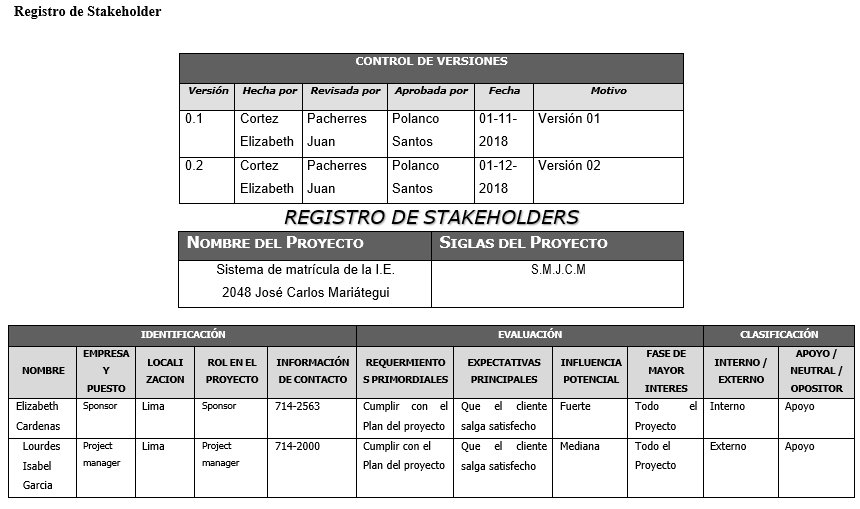 Registro de Stakeholder
CONTROL DE VERSIONES
Versión Hecha por Revisada por Aprobada por Fecha Motivo
0.1 Cortez Pacherres Polanco 01-11- Versión 01
Elizabeth Juan Santos 2018
0.2 Cortez Pacherres Polanco 01-12- Versión 02
Elizabeth Juan Santos 2018
REGISTRO DE STAKEHOLDERS
NOMBRE DEL PROYECTO SIGLAS DEL PROYECTO
Sistema de matrícula de la I.E. S.M.J.C.M
2048 José Carlos Mariátegui
IDENTIFICACIÓN EVALUACIÓN CLASIFICACIÓN
NOMBRE
EMPRESA
Y
PUESTO
LOCALI
ZACION
ROL EN EL
PROYECTO
INFORMACIÓN
DE CONTACTO
REQUERMIENTO
S PRIMORDIALES
EXPECTATIVAS
PRINCIPALES
INFLUENCIA
POTENCIAL
FASE DE
MAYOR
INTERES
INTERNO /
EXTERNO
APOYO /
NEUTRAL /
OPOSITOR
Elizabeth Sponsor Lima Sponsor 714-2563 Cumplir con el Que el cliente Fuerte Todo el Interno Apoyo
Cardenas Plan del proyecto salga satisfecho Proyecto
Lourdes Project Lima Project 714-2000 Cumplir con el Que el cliente Mediana Todo el Externo Apoyo
Isabel manager manager Plan del proyecto salga satisfecho Proyecto
Garcia